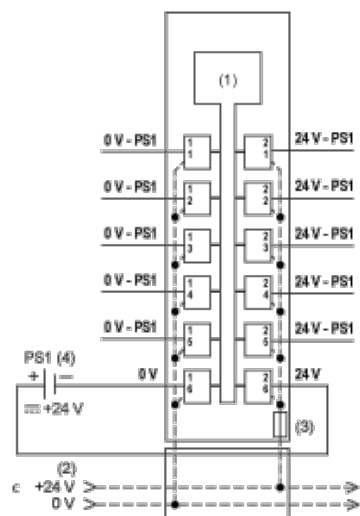 (1)
0 V - PS1 1 1 2 1 24 V - PS1
0 V - PS1 1 2 2 2 24 V - PS1
0 V - PS1 1 3 2 3 24 V - PS1
0 V - PS1 1 4 2 4 24 V - PS1
0 V - PS1 1 5 2 5 24 V - PS1
PS1 (4)
+ − 0 V 1 6 2 6 24 V
+24 V
(3)
(2)
c +24 V
0 V